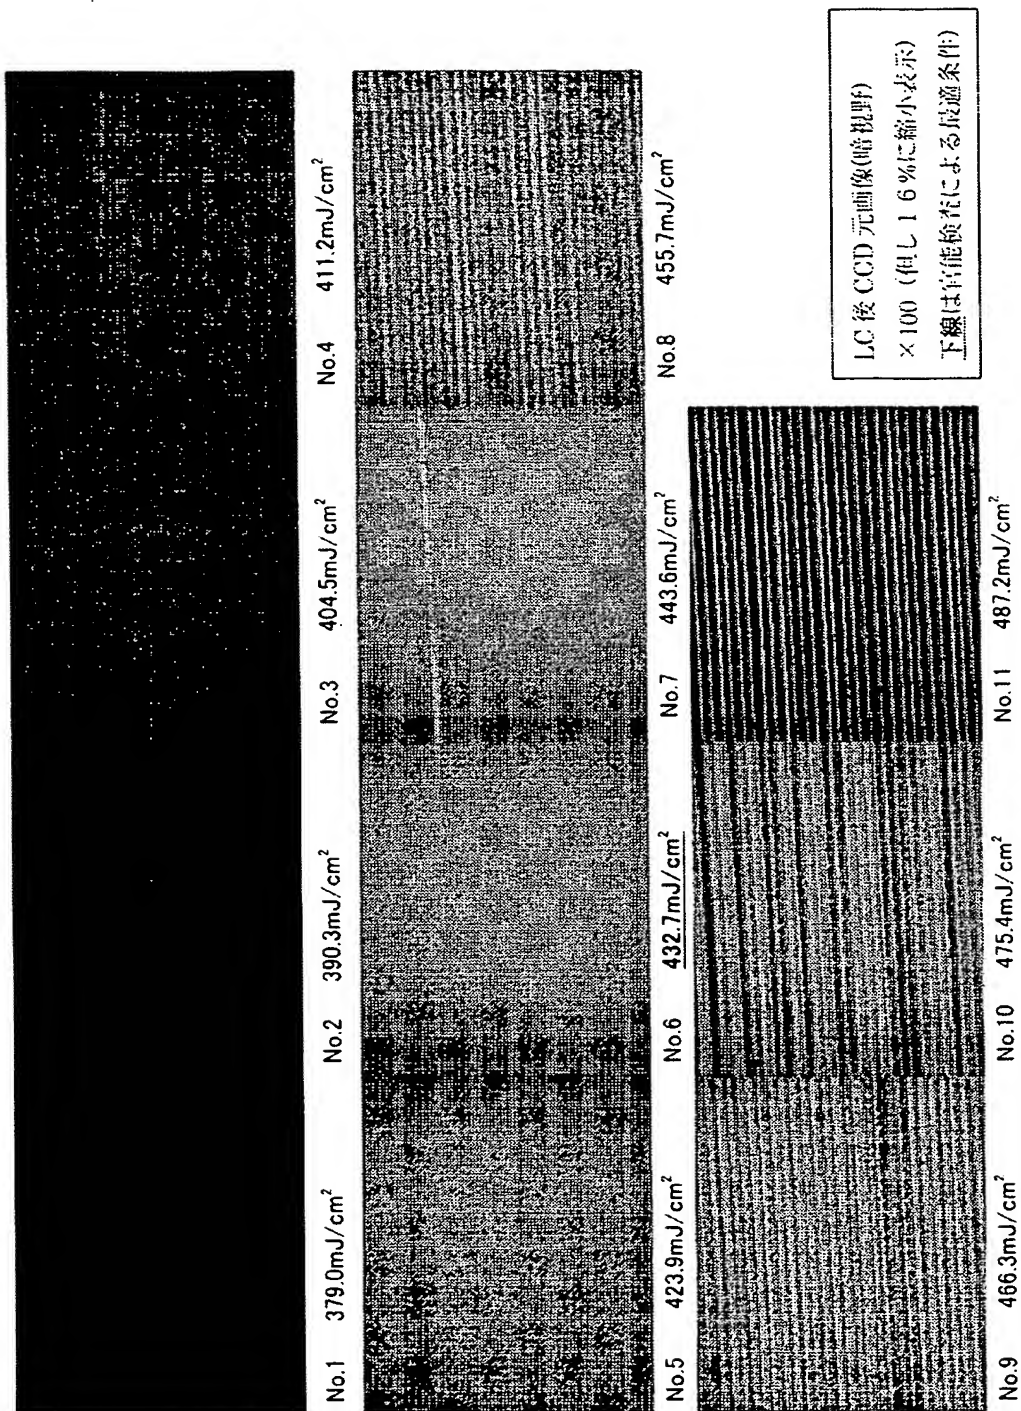 No.1 379.0mJ/cm²
No.2 390.3mJ/cm²
No.3 404.5mJ/cm²
No.4 411.2mJ/cm²
No.5 423.9mJ/cm²
No.6 432.7mJ/cm²
No.7 443.6mJ/cm²
No.8 455.7mJ/cm²
No.9 466.3mJ/cm²
No.10 475.4mJ/cm²
No.11 487.2mJ/cm²
LC後CCD元画像(暗視野)
×100 (但し16%に縮小表示)
下線は官能検査による最適条件)